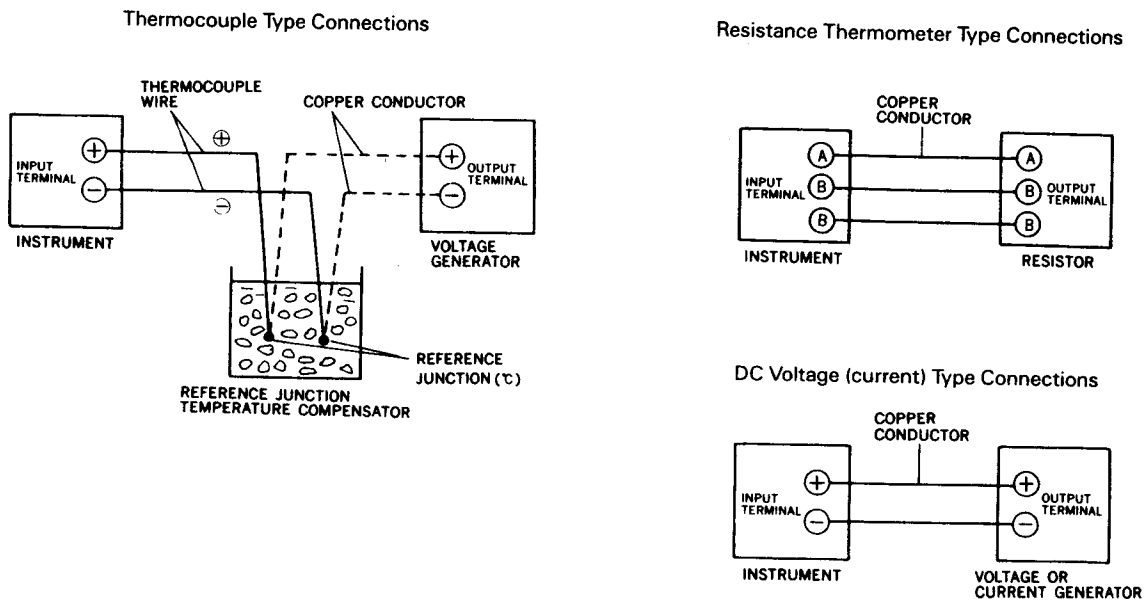 Thermocouple Type Connections
THERMOCOUPLE
WIRE
COPPER CONDUCTOR
⊕
⊖
+
−
INPUT
TERMINAL
INSTRUMENT
+
−
OUTPUT
TERMINAL
VOLTAGE
GENERATOR
REFERENCE
JUNCTION (℃)
REFERENCE JUNCTION
TEMPERATURE COMPENSATOR
Resistance Thermometer Type Connections
COPPER
CONDUCTOR
INPUT
TERMINAL
A
B
B
INSTRUMENT
A
B
B
OUTPUT
TERMINAL
RESISTOR
DC Voltage (current) Type Connections
COPPER
CONDUCTOR
INPUT
TERMINAL
+
−
INSTRUMENT
+
−
OUTPUT
TERMINAL
VOLTAGE OR
CURRENT GENERATOR